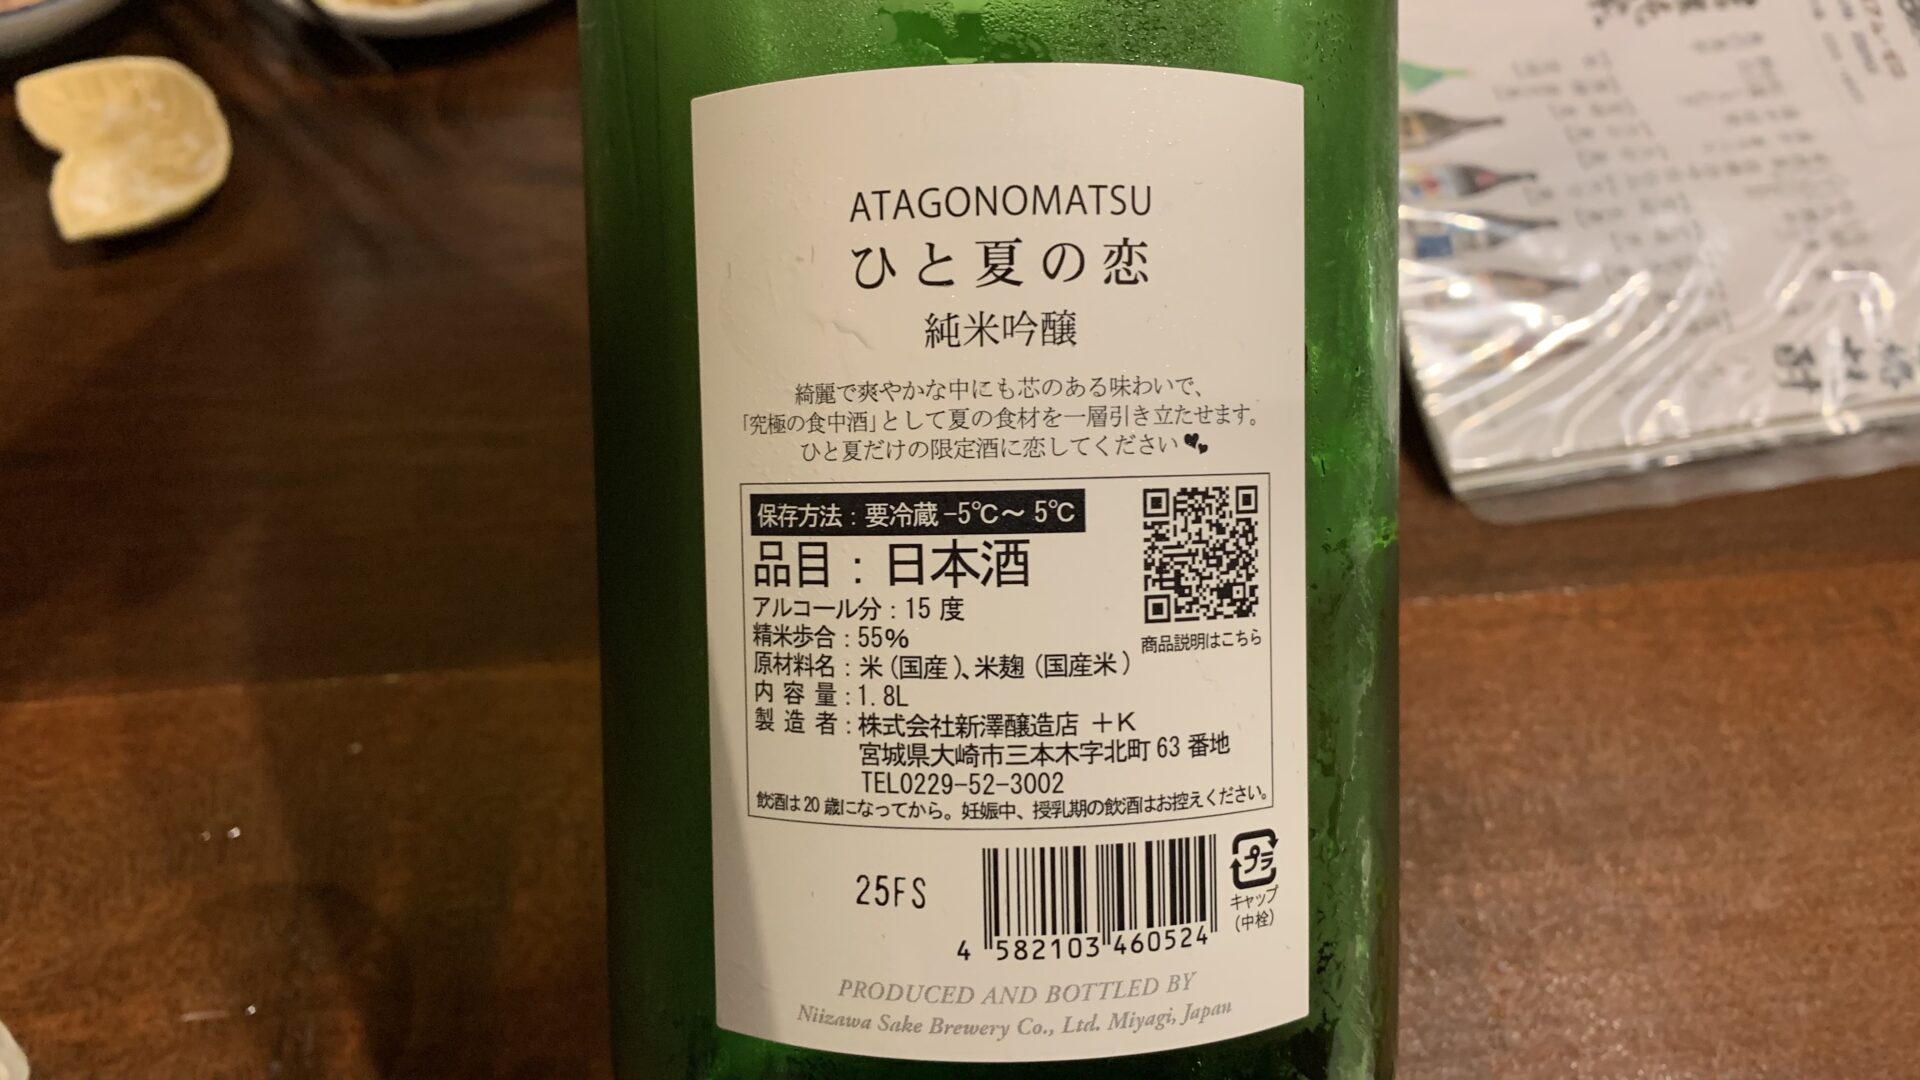 ATAGONOMATSU
ひと夏の恋
純米吟醸
綺麗で爽やかな中にも芯のある味わいで、
「究極の食中酒」として夏の食材を一層引き立たせます。
ひと夏だけの限定酒に恋してください
保存方法：要冷蔵 -5℃～ 5℃
品目：日本酒
アルコール分：15 度
精米歩合：55%
原材料名：米（国産）、米麹（国産米）
内容量：1.8L
製造者：株式会社新澤醸造店 +K
宮城県大崎市三本木字北町 63 番地
TEL0229-52-3002
飲酒は20歳になってから。妊娠中、授乳期の飲酒はお控えください。
商品説明はこちら
25FS
4 582103 460524
プラ
キャップ
（中栓）
PRODUCED AND BOTTLED BY
Niizawa Sake Brewery Co., Ltd. Miyagi, Japan